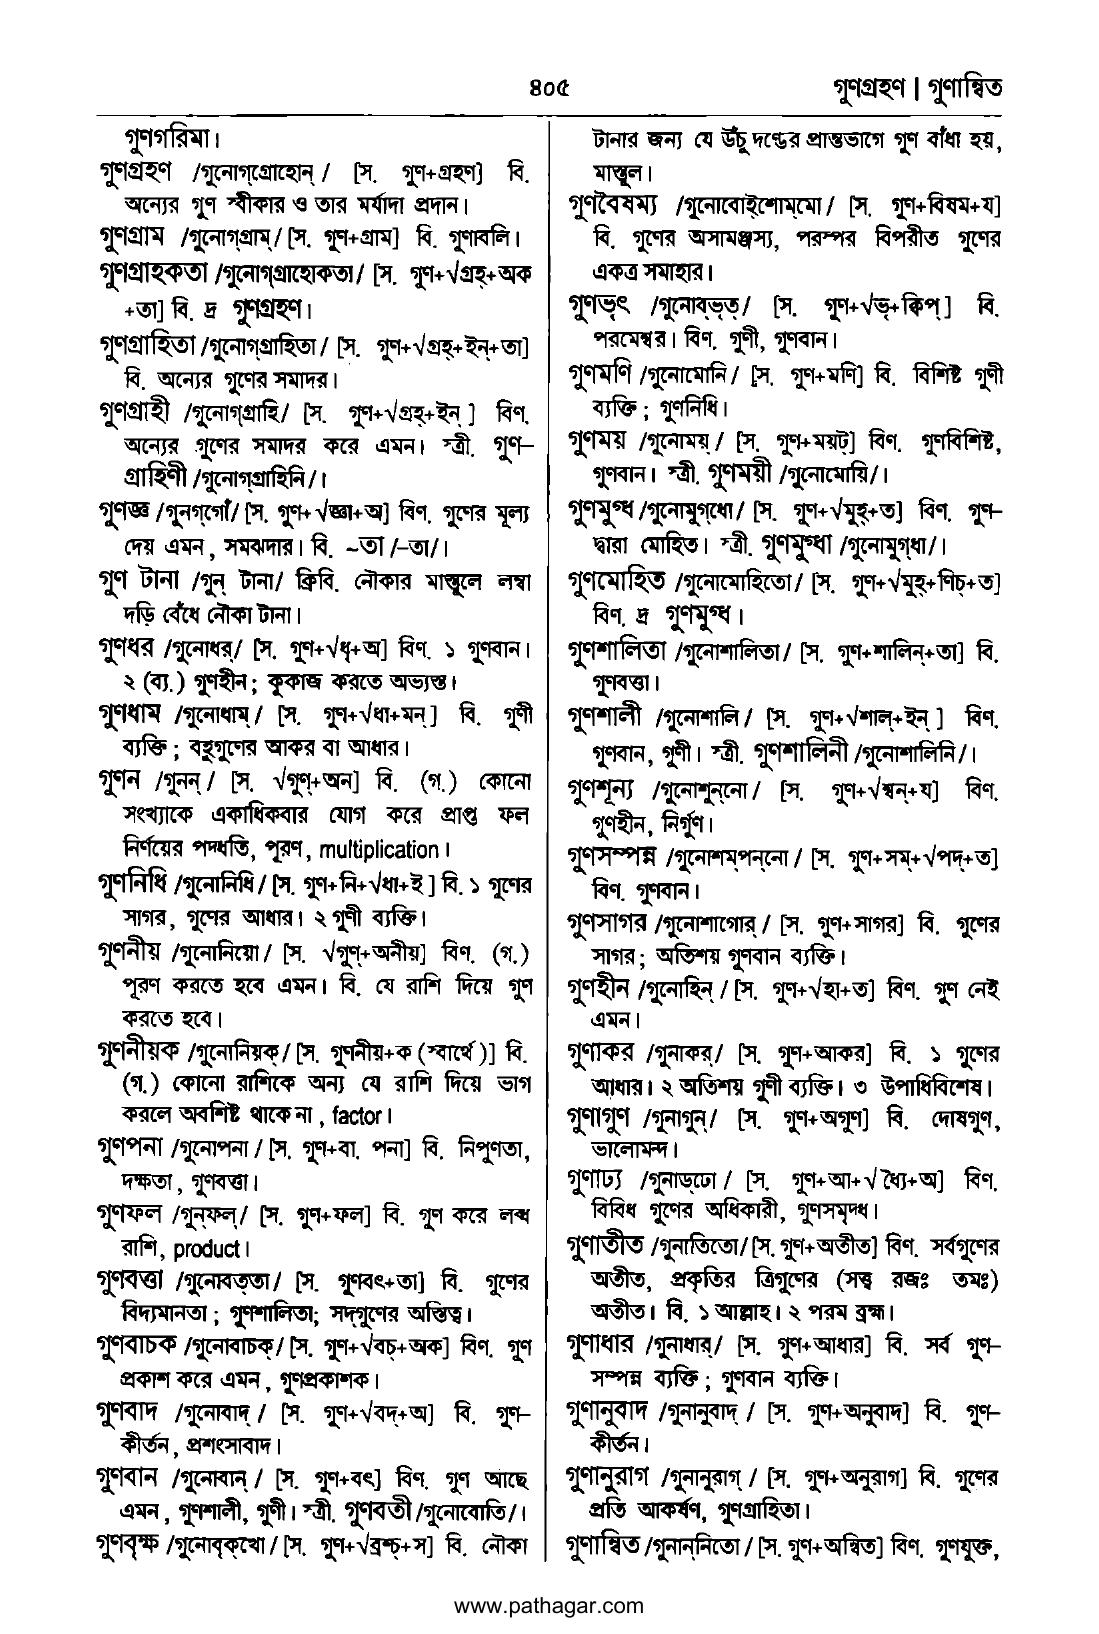 ৪০৫
গুণগ্রহণ | গুণান্বিত
গুণগরিমা।
গুণগ্রহণ /গুনোগ্‌গ্রোহোন্‌/ [স. গুণ+গ্রহণ] বি.
অন্যের গুণ স্বীকার ও তার মর্যাদা প্রদান।
গুণগ্রাম /গুনোগ্‌গ্রাম্‌/ [স. গুণ+গ্রাম] বি. গুণাবলি।
গুণগ্রাহকতা /গুনোগ্‌গ্রাহোকতা/ [স. গুণ+√গ্রহ্‌+অক
+তা] বি. দ্র গুণগ্রহণ।
গুণগ্রাহিতা /গুনোগ্‌গ্রাহিতা/ [স. গুণ+√গ্রহ্‌+ইন্‌+তা]
বি. অন্যের গুণের সমাদর।
গুণগ্রাহী /গুনোগ্‌গ্রাহি/ [স. গুণ+√গ্রহ্‌+ইন্‌] বিণ.
অন্যের গুণের সমাদর করে এমন। স্ত্রী. গুণ–
গ্রাহিণী /গুনোগ্‌গ্রাহিনি/।
গুণজ্ঞ /গুনগ্‌গোঁ/ [স. গুণ+√জ্ঞা+অ] বিণ. গুণের মূল্য
দেয় এমন, সমঝদার। বি. ~তা /–তা/।
গুণ টানা /গুন্‌ টানা/ ক্রিবি. নৌকার মাস্তুলে লম্বা
দড়ি বেঁধে নৌকা টানা।
গুণধর /গুনোধর্‌/ [স. গুণ+√ধৃ+অ] বিণ. ১ গুণবান।
২ (ব্য.) গুণহীন; কুকাজ করতে অভ্যস্ত।
গুণধাম /গুনোধাম্‌/ [স. গুণ+√ধা+মন্‌] বি. গুণী
ব্যক্তি; বহুগুণের আকর বা আধার।
গুণন /গুনন্‌/ [স. √গুণ্‌+অন] বি. (গ.) কোনো
সংখ্যাকে একাধিকবার যোগ করে প্রাপ্ত ফল
নির্ণয়ের পদ্ধতি, পূরণ, multiplication।
গুণনিধি /গুনোনিধি/ [স. গুণ+নি+√ধা+ই] বি. ১ গুণের
সাগর, গুণের আধার। ২ গুণী ব্যক্তি।
গুণনীয় /গুনোনিয়ো/ [স. √গুণ্‌+অনীয়] বিণ. (গ.)
পূরণ করতে হবে এমন। বি. যে রাশি দিয়ে গুণ
করতে হবে।
গুণনীয়ক /গুনোনিয়ক্‌/ [স. গুণনীয়+ক (স্বার্থে)] বি.
(গ.) কোনো রাশিকে অন্য যে রাশি দিয়ে ভাগ
করলে অবশিষ্ট থাকে না, factor।
গুণপনা /গুনোপনা/ [স. গুণ+বা. পনা] বি. নিপুণতা,
দক্ষতা, গুণবত্তা।
গুণফল /গুন্‌ফল্‌/ [স. গুণ+ফল] বি. গুণ করে লব্ধ
রাশি, product।
গুণবত্তা /গুনোবত্‌তা/ [স. গুণবৎ+তা] বি. গুণের
বিদ্যমানতা; গুণশালিতা; সদ্‌গুণের অস্তিত্ব।
গুণবাচক /গুনোবাচক্‌/ [স. গুণ+√বচ্‌+অক] বিণ. গুণ
প্রকাশ করে এমন, গুণপ্রকাশক।
গুণবাদ /গুনোবাদ্‌/ [স. গুণ+√বদ্‌+অ] বি. গুণ–
কীর্তন, প্রশংসাবাদ।
গুণবান /গুনোবান্‌/ [স. গুণ+বৎ] বিণ. গুণ আছে
এমন, গুণশালী, গুণী। স্ত্রী. গুণবতী /গুনোবোতি/।
গুণবৃক্ষ /গুনোবৃক্‌খো/ [স. গুণ+√ব্রশ্চ্‌+স] বি. নৌকা
টানার জন্য যে উঁচু দণ্ডের প্রান্তভাগে গুণ বাঁধা হয়,
মাস্তুল।
গুণবৈষম্য /গুনোবোইশোম্‌মো/ [স. গুণ+বিষম+য]
বি. গুণের অসামঞ্জস্য, পরস্পর বিপরীত গুণের
একত্র সমাহার।
গুণভৃৎ /গুনোব্‌ভৃত্‌/ [স. গুণ+√ভৃ+ক্বিপ্‌] বি.
পরমেশ্বর। বিণ. গুণী, গুণবান।
গুণমণি /গুনোমোনি/ [স. গুণ+মণি] বি. বিশিষ্ট গুণী
ব্যক্তি; গুণনিধি।
গুণময় /গুনোময়্‌/ [স. গুণ+ময়ট্‌] বিণ. গুণবিশিষ্ট,
গুণবান। স্ত্রী. গুণময়ী /গুনোমোয়ি/।
গুণমুগ্ধ /গুনোমুগ্‌ধো/ [স. গুণ+√মুহ্‌+ত] বিণ. গুণ–
দ্বারা মোহিত। স্ত্রী. গুণমুগ্ধা /গুনোমুগ্‌ধা/।
গুণমোহিত /গুনোমোহিতো/ [স. গুণ+√মুহ্‌+ণিচ্‌+ত]
বিণ. দ্র গুণমুগ্ধ।
গুণশালিতা /গুনোশালিতা/ [স. গুণ+শালিন্‌+তা] বি.
গুণবত্তা।
গুণশালী /গুনোশালি/ [স. গুণ+√শাল্‌+ইন্‌] বিণ.
গুণবান, গুণী। স্ত্রী. গুণশালিনী /গুনোশালিনি/।
গুণশূন্য /গুনোশুন্‌নো/ [স. গুণ+√শ্বন্‌+য] বিণ.
গুণহীন, নির্গুণ।
গুণসম্পন্ন /গুনোশম্‌পন্‌নো/ [স. গুণ+সম্‌+√পদ্‌+ত]
বিণ. গুণবান।
গুণসাগর /গুনোশাগোর্‌/ [স. গুণ+সাগর] বি. গুণের
সাগর; অতিশয় গুণবান ব্যক্তি।
গুণহীন /গুনোহিন্‌/ [স. গুণ+√হা+ত] বিণ. গুণ নেই
এমন।
গুণাকর /গুনাকর্‌/ [স. গুণ+আকর] বি. ১ গুণের
আধার। ২ অতিশয় গুণী ব্যক্তি। ৩ উপাধিবিশেষ।
গুণাগুণ /গুনাগুন্‌/ [স. গুণ+অগুণ] বি. দোষগুণ,
ভালোমন্দ।
গুণাঢ্য /গুনাড্‌ঢো/ [স. গুণ+আ+√ধ্যৈ+অ] বিণ.
বিবিধ গুণের অধিকারী, গুণসমৃদ্ধ।
গুণাতীত /গুনাতিতো/ [স. গুণ+অতীত] বিণ. সর্বগুণের
অতীত, প্রকৃতির ত্রিগুণের (সত্ত্ব রজঃ তমঃ)
অতীত। বি. ১ আল্লাহ। ২ পরম ব্রহ্ম।
গুণাধার /গুনাধার্‌/ [স. গুণ+আধার] বি. সর্ব গুণ–
সম্পন্ন ব্যক্তি; গুণবান ব্যক্তি।
গুণানুবাদ /গুনানুবাদ্‌/ [স. গুণ+অনুবাদ] বি. গুণ–
কীর্তন।
গুণানুরাগ /গুনানুরাগ্‌/ [স. গুণ+অনুরাগ] বি. গুণের
প্রতি আকর্ষণ, গুণগ্রাহিতা।
গুণান্বিত /গুনান্‌নিতো/ [স. গুণ+অন্বিত] বিণ. গুণযুক্ত,
www.pathagar.com